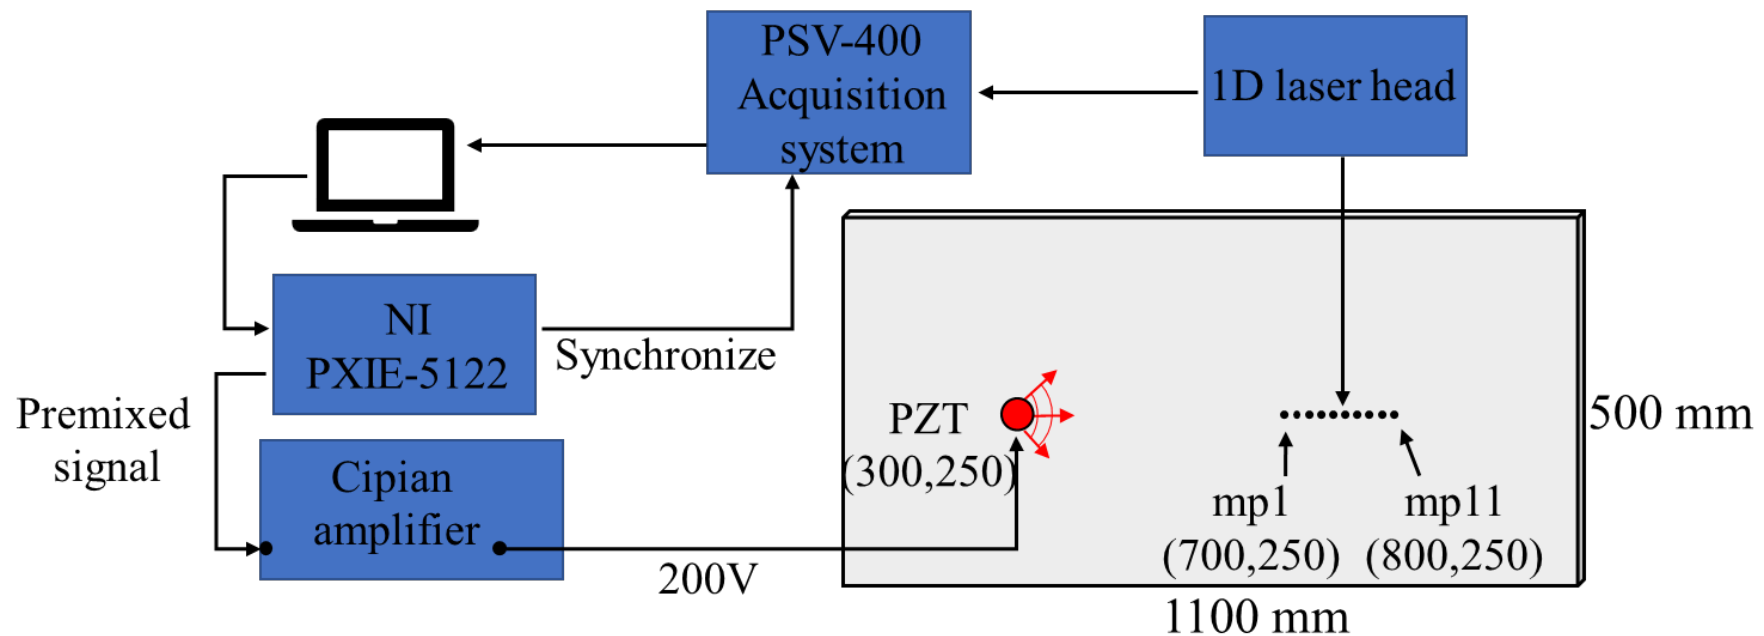 PSV-400
Acquisition
system
1D laser head
NI
PXIE-5122
Synchronize
Premixed
signal
Cipian
amplifier
200V
PZT
(300,250)
mp1
(700,250)
mp11
(800,250)
500 mm
1100 mm